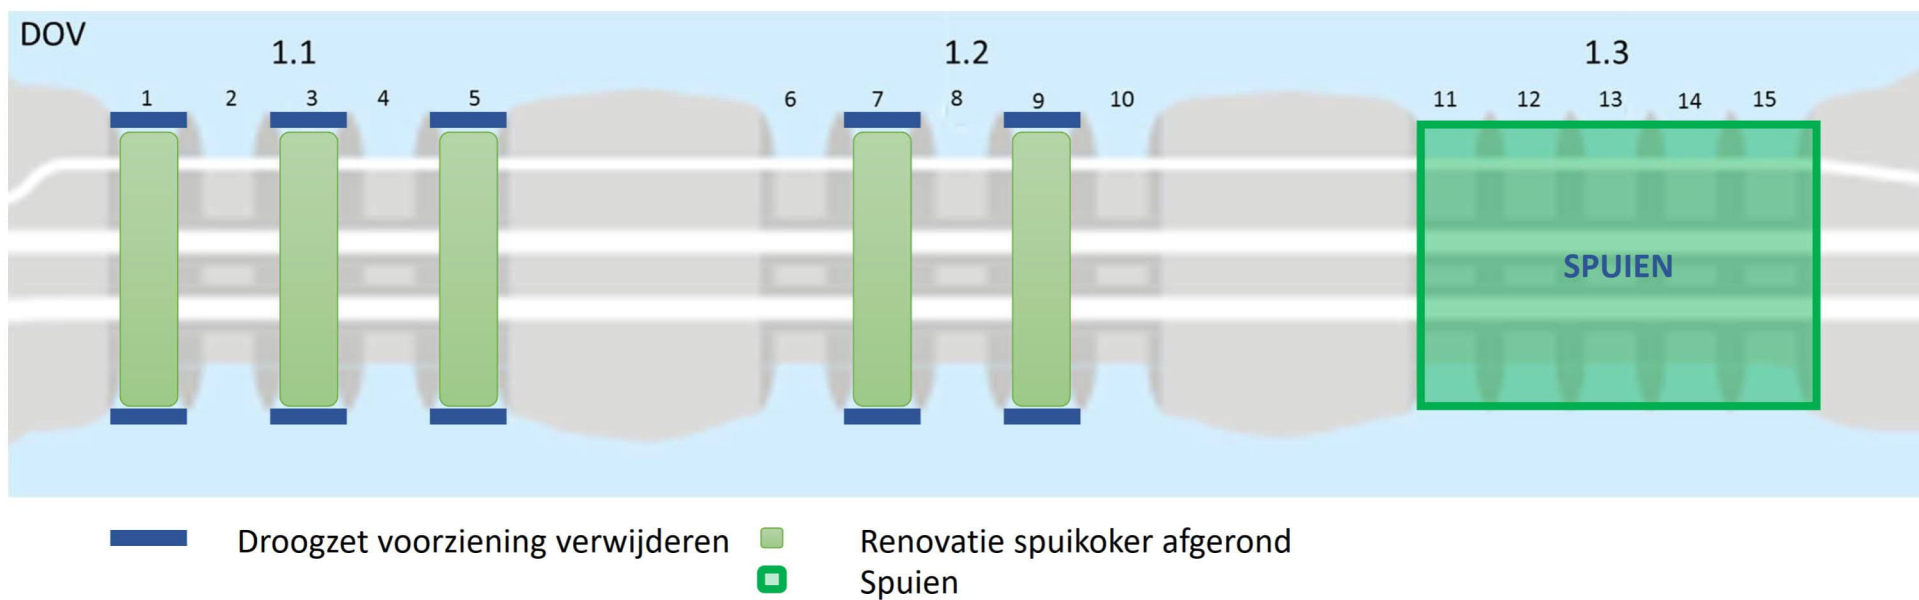 DOV
1.1 1.2 1.3
1 2 3 4 5 6 7 8 9 10 11 12 13 14 15
SPUIEN
Droogzet voorziening verwijderen
Renovatie spuikoker afgerond
Spuien